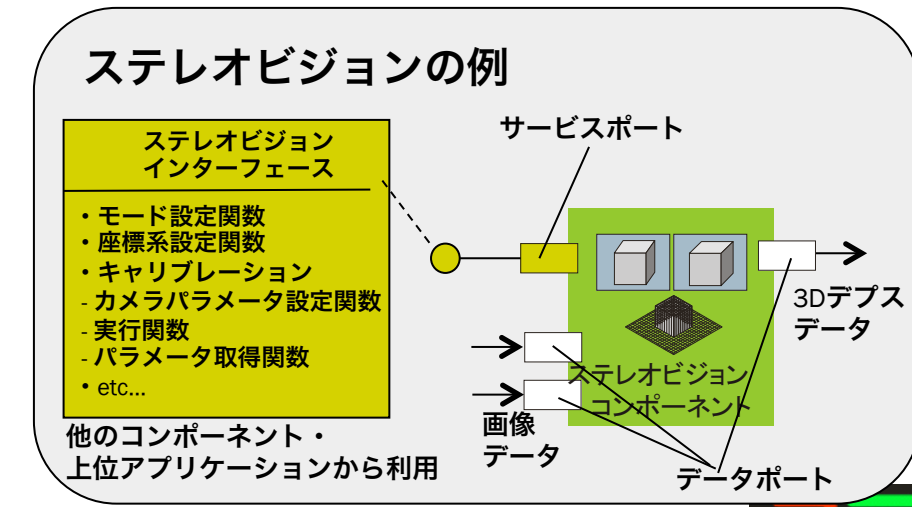 ステレオビジョンの例
ステレオビジョン
インターフェース
・モード設定関数
・座標系設定関数
・キャリブレーション
- カメラパラメータ設定関数
- 実行関数
- パラメータ取得関数
・etc...
他のコンポーネント・
上位アプリケーションから利用
サービスポート
3Dデプス
データ
ステレオビジョン
コンポーネント
画像
データ
データポート